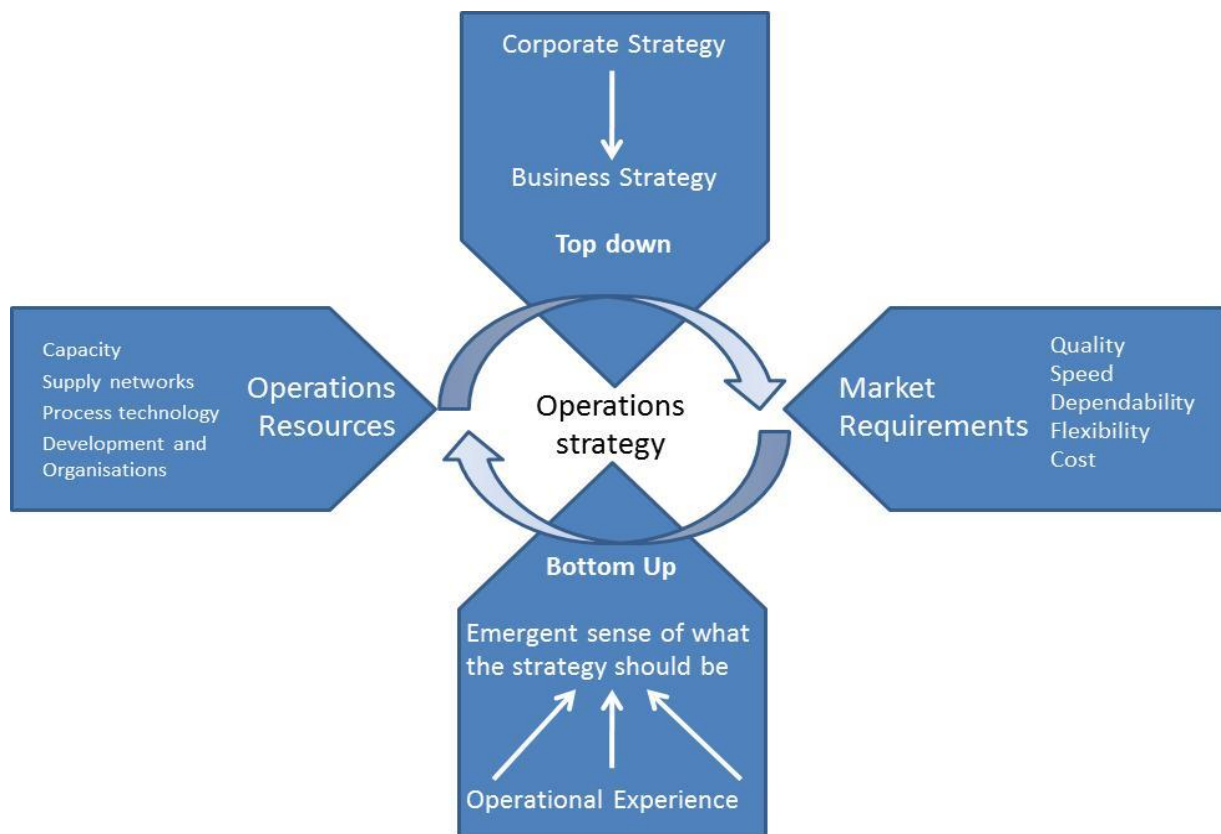 Corporate Strategy
Business Strategy
Top down
Capacity
Supply networks
Process technology
Development and
Organisations
Operations
Resources
Operations
strategy
Market
Requirements
Quality
Speed
Dependability
Flexibility
Cost
Bottom Up
Emergent sense of what
the strategy should be
Operational Experience